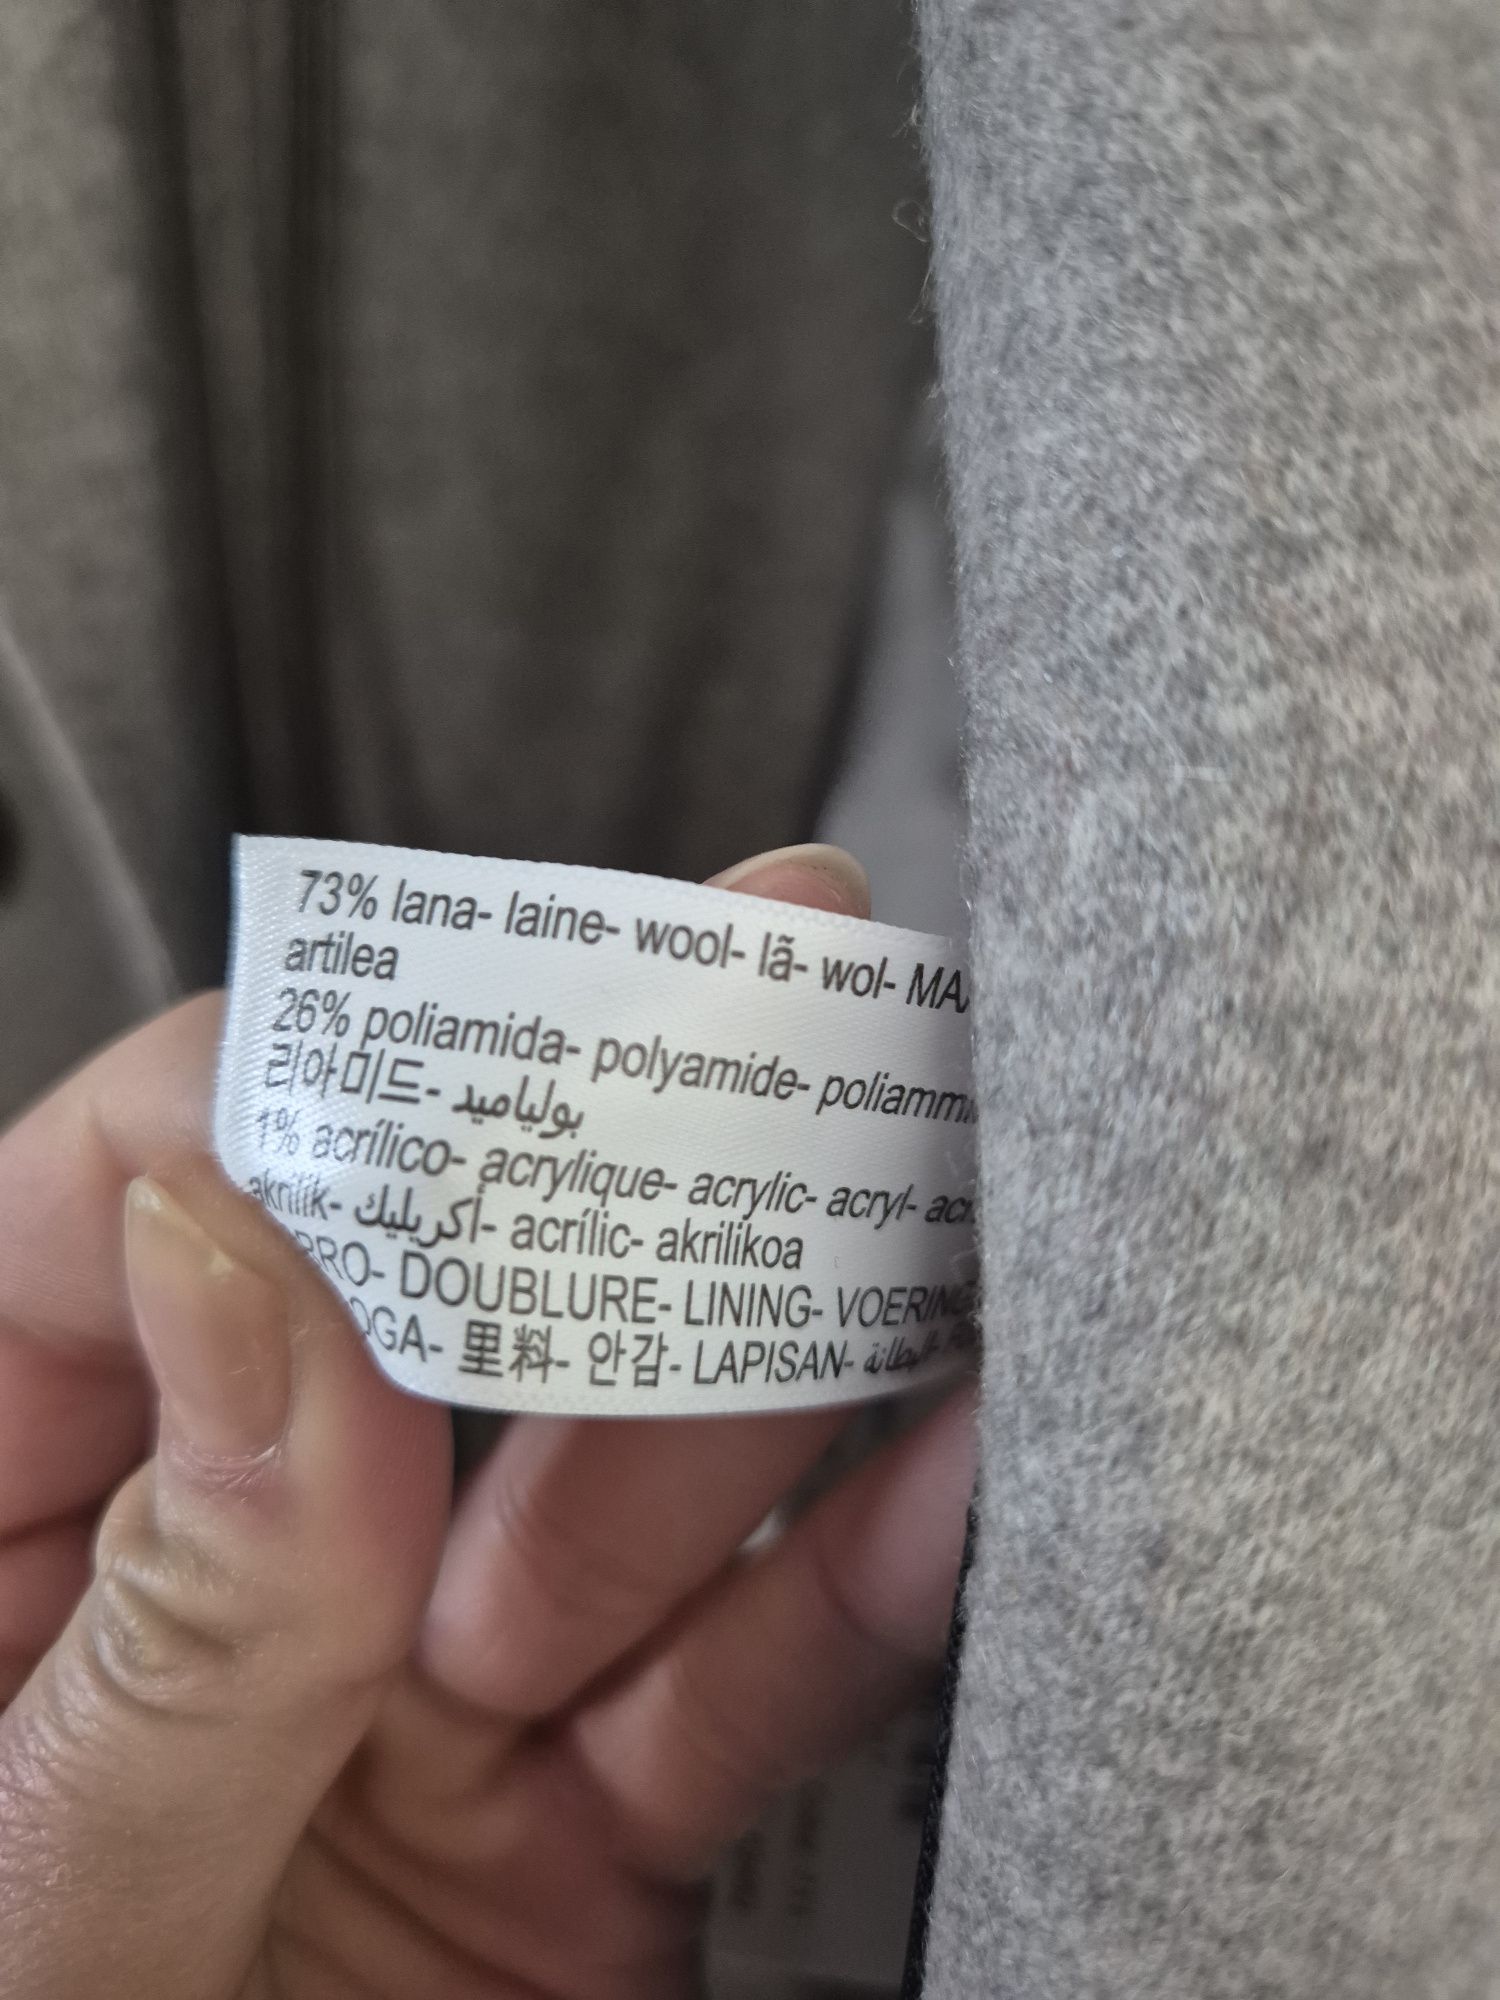 73% lana- laine- wool- lã- wol-
artilea
26% poliamida- polyamide-
리아미드- بولياميد
1% acrílico- acrylique- acrylic- acryl-
akrilik- أكريليك- acrílic- akrilikoa
DOUBLURE- LINING- VOERING
里料- 안감- LAPISAN- البطانة-